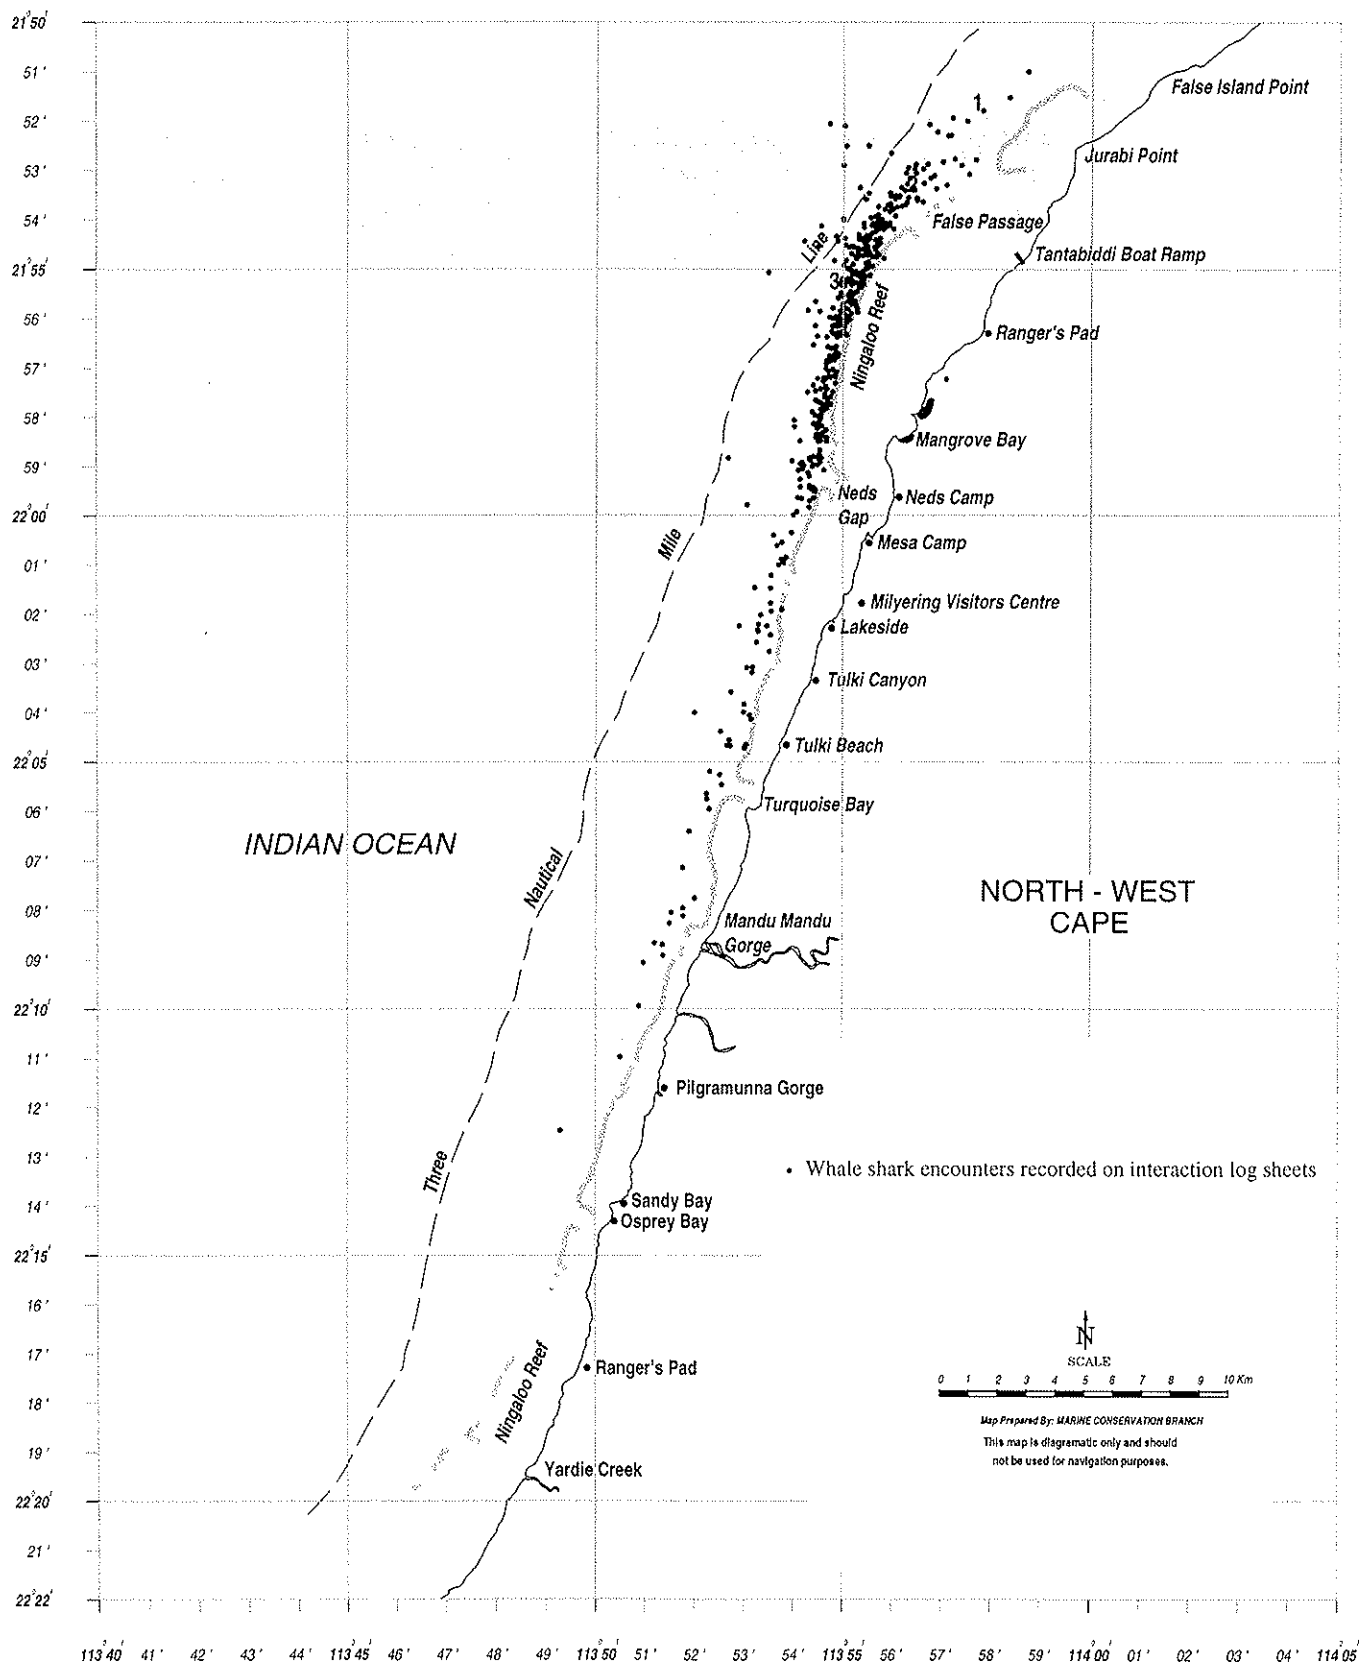 21°50'
51'
False Island Point
1
52'
Jurabi Point
53'
2
54'
False Passage
Line
Tantabiddi Boat Ramp
21°55'
3
Ningaloo Reef
56'
Ranger's Pad
57'
58'
Mangrove Bay
59'
Neds
Gap
Neds Camp
22°00'
Mesa Camp
Mile
01'
Milyering Visitors Centre
02'
Lakeside
03'
Tulki Canyon
04'
Tulki Beach
22°05'
Turquoise Bay
06'
INDIAN OCEAN
07'
Nautical
NORTH - WEST
CAPE
08'
Mandu Mandu
Gorge
09'
22°10'
11'
Pilgramunna Gorge
12'
13'
Three
Whale shark encounters recorded on interaction log sheets
14'
Sandy Bay
Osprey Bay
22°15'
16'
N
SCALE
17'
Ranger's Pad
0 1 2 3 4 5 6 7 8 9 10 Km
18'
Ningaloo Reef
Map Prepared By: MARINE CONSERVATION BRANCH
This map is diagramatic only and should
not be used for navigation purposes.
19'
Yardie Creek
22°20'
21'
22°22'
113°40' 41' 42' 43' 44' 113°45' 46' 47' 48' 49' 113°50' 51' 52' 53' 54' 113°55' 56' 57' 58' 59' 114°00' 01' 02' 03' 04' 114°05'